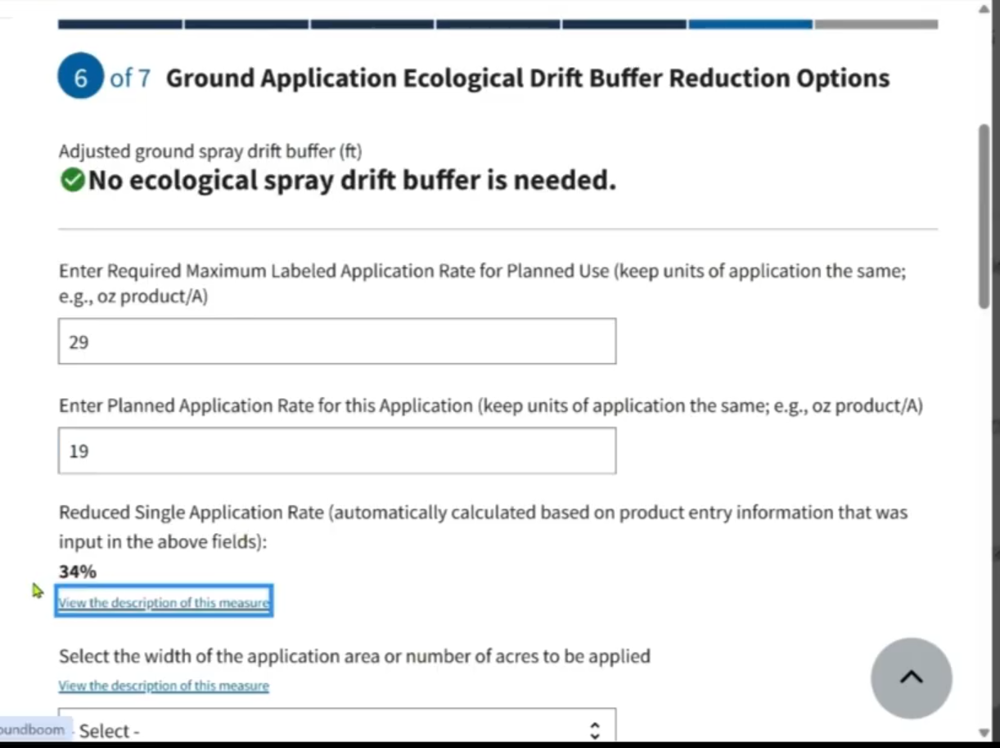 6 of 7 Ground Application Ecological Drift Buffer Reduction Options
Adjusted ground spray drift buffer (ft)
No ecological spray drift buffer is needed.
Enter Required Maximum Labeled Application Rate for Planned Use (keep units of application the same;
e.g., oz product/A)
29
Enter Planned Application Rate for this Application (keep units of application the same; e.g., oz product/A)
19
Reduced Single Application Rate (automatically calculated based on product entry information that was
input in the above fields):
34%
View the description of this measure
Select the width of the application area or number of acres to be applied
View the description of this measure
- Select -